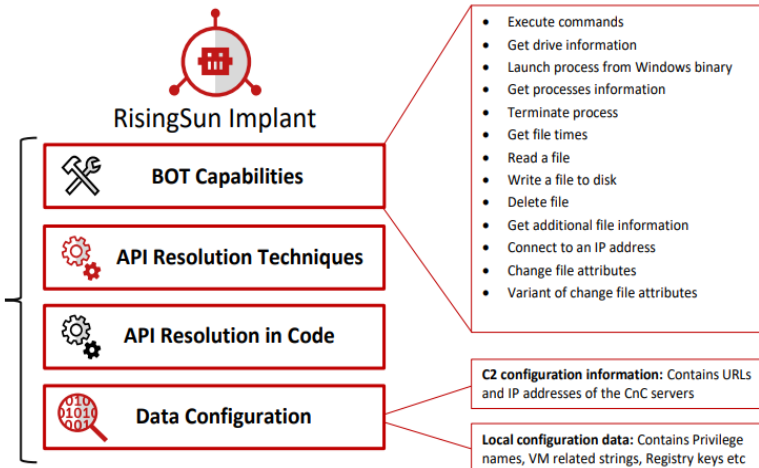 RisingSun Implant
BOT Capabilities
API Resolution Techniques
API Resolution in Code
Data Configuration
010
01010
001
• Execute commands
• Get drive information
• Launch process from Windows binary
• Get processes information
• Terminate process
• Get file times
• Read a file
• Write a file to disk
• Delete file
• Get additional file information
• Connect to an IP address
• Change file attributes
• Variant of change file attributes
C2 configuration information: Contains URLs
and IP addresses of the CnC servers
Local configuration data: Contains Privilege
names, VM related strings, Registry keys etc